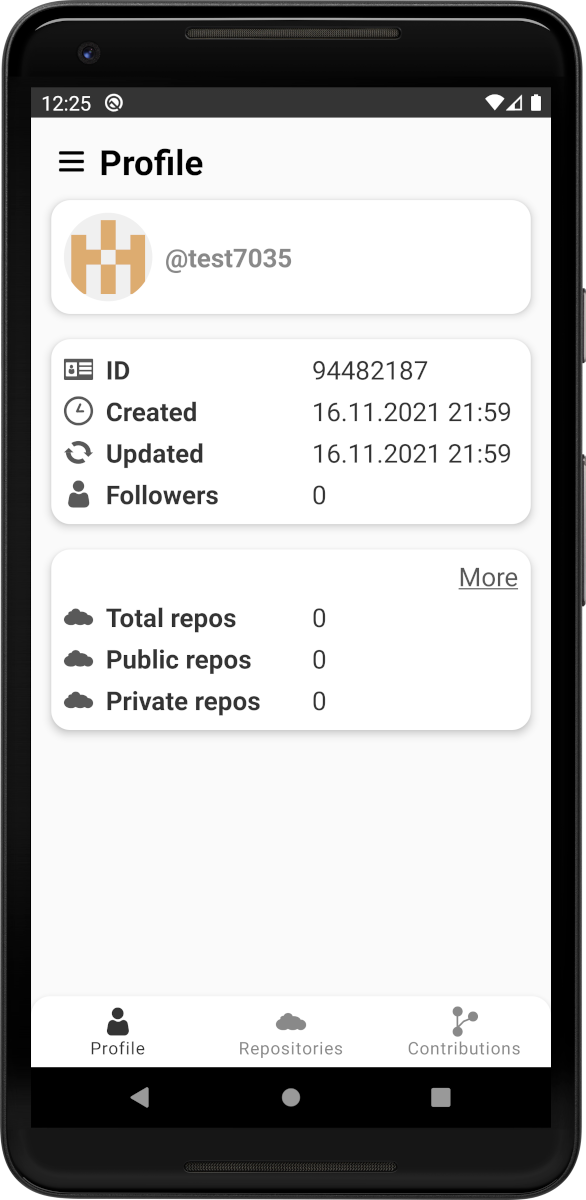 12:25
Profile
@test7035
ID 94482187
Created 16.11.2021 21:59
Updated 16.11.2021 21:59
Followers 0
More
Total repos 0
Public repos 0
Private repos 0
Profile Repositories Contributions